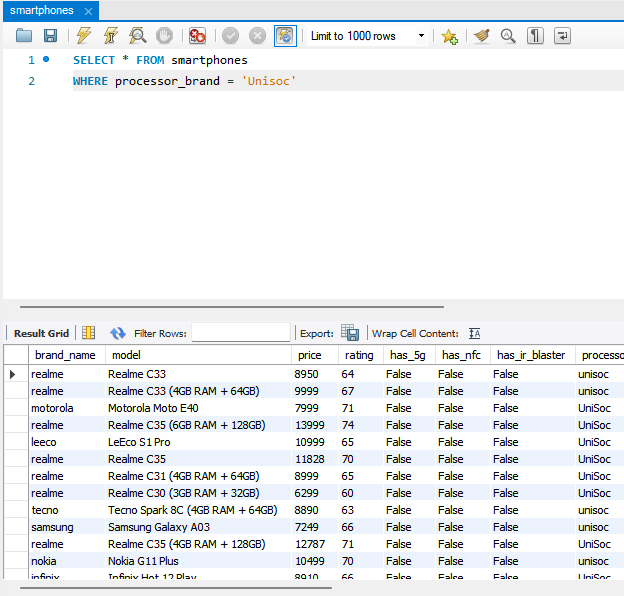 smartphones
Limit to 1000 rows
1 SELECT * FROM smartphones
2 WHERE processor_brand = 'Unisoc'
Result Grid Filter Rows: Export: Wrap Cell Content:
brand_name model price rating has_5g has_nfc has_ir_blaster processo
realme Realme C33 8950 64 False False False unisoc
realme Realme C33 (4GB RAM + 64GB) 9999 67 False False False unisoc
motorola Motorola Moto E40 7999 71 False False False UniSoc
realme Realme C35 (6GB RAM + 128GB) 13999 74 False False False UniSoc
leeco LeEco S1 Pro 10999 65 False False False UniSoc
realme Realme C35 11828 70 False False False UniSoc
realme Realme C31 (4GB RAM + 64GB) 8999 65 False False False UniSoc
realme Realme C30 (3GB RAM + 32GB) 6299 60 False False False UniSoc
tecno Tecno Spark 8C (4GB RAM + 64GB) 8890 63 False False False unisoc
samsung Samsung Galaxy A03 7249 66 False False False unisoc
realme Realme C35 (4GB RAM + 128GB) 12787 71 False False False UniSoc
nokia Nokia G11 Plus 10499 70 False False False unisoc
infinix Infinix Hot 12 Play 8910 66 False False False UniSoc